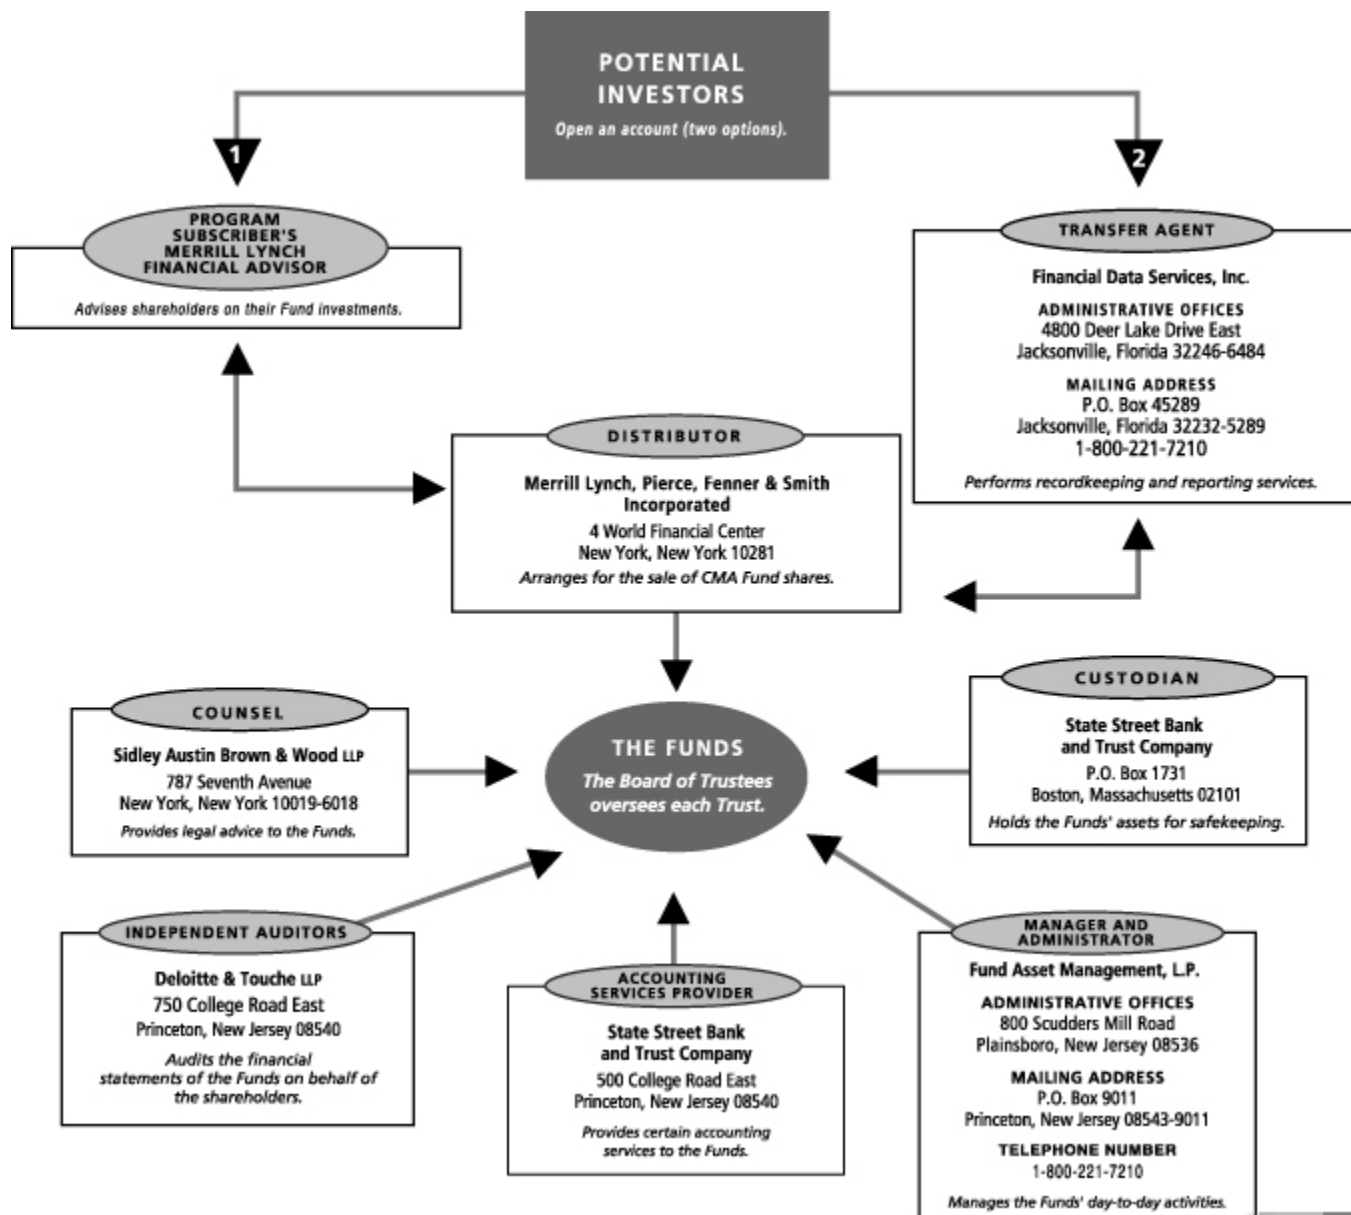 POTENTIAL
INVESTORS
Open an account (two options).
1
2
PROGRAM
SUBSCRIBER'S
MERRILL LYNCH
FINANCIAL ADVISOR
Advises shareholders on their Fund investments.
TRANSFER AGENT
Financial Data Services, Inc.
ADMINISTRATIVE OFFICES
4800 Deer Lake Drive East
Jacksonville, Florida 32246-6484
MAILING ADDRESS
P.O. Box 45289
Jacksonville, Florida 32232-5289
1-800-221-7210
Performs recordkeeping and reporting services.
DISTRIBUTOR
Merrill Lynch, Pierce, Fenner & Smith
Incorporated
4 World Financial Center
New York, New York 10281
Arranges for the sale of CMA Fund shares.
COUNSEL
Sidley Austin Brown & Wood LLP
787 Seventh Avenue
New York, New York 10019-6018
Provides legal advice to the Funds.
THE FUNDS
The Board of Trustees
oversees each Trust.
CUSTODIAN
State Street Bank
and Trust Company
P.O. Box 1731
Boston, Massachusetts 02101
Holds the Funds' assets for safekeeping.
INDEPENDENT AUDITORS
Deloitte & Touche LLP
750 College Road East
Princeton, New Jersey 08540
Audits the financial
statements of the Funds on behalf of
the shareholders.
ACCOUNTING
SERVICES PROVIDER
State Street Bank
and Trust Company
500 College Road East
Princeton, New Jersey 08540
Provides certain accounting
services to the Funds.
MANAGER AND
ADMINISTRATOR
Fund Asset Management, L.P.
ADMINISTRATIVE OFFICES
800 Scudders Mill Road
Plainsboro, New Jersey 08536
MAILING ADDRESS
P.O. Box 9011
Princeton, New Jersey 08543-9011
TELEPHONE NUMBER
1-800-221-7210
Manages the Funds' day-to-day activities.